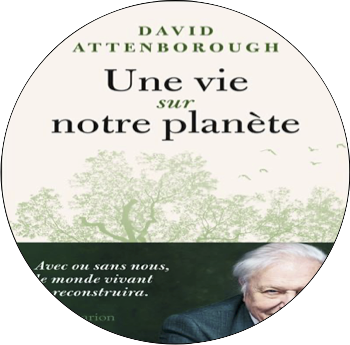 DAVID
ATTENBOROUGH
Une vie
sur
notre planète
Avec ou sans nous,
le monde vivant
reconstruira.